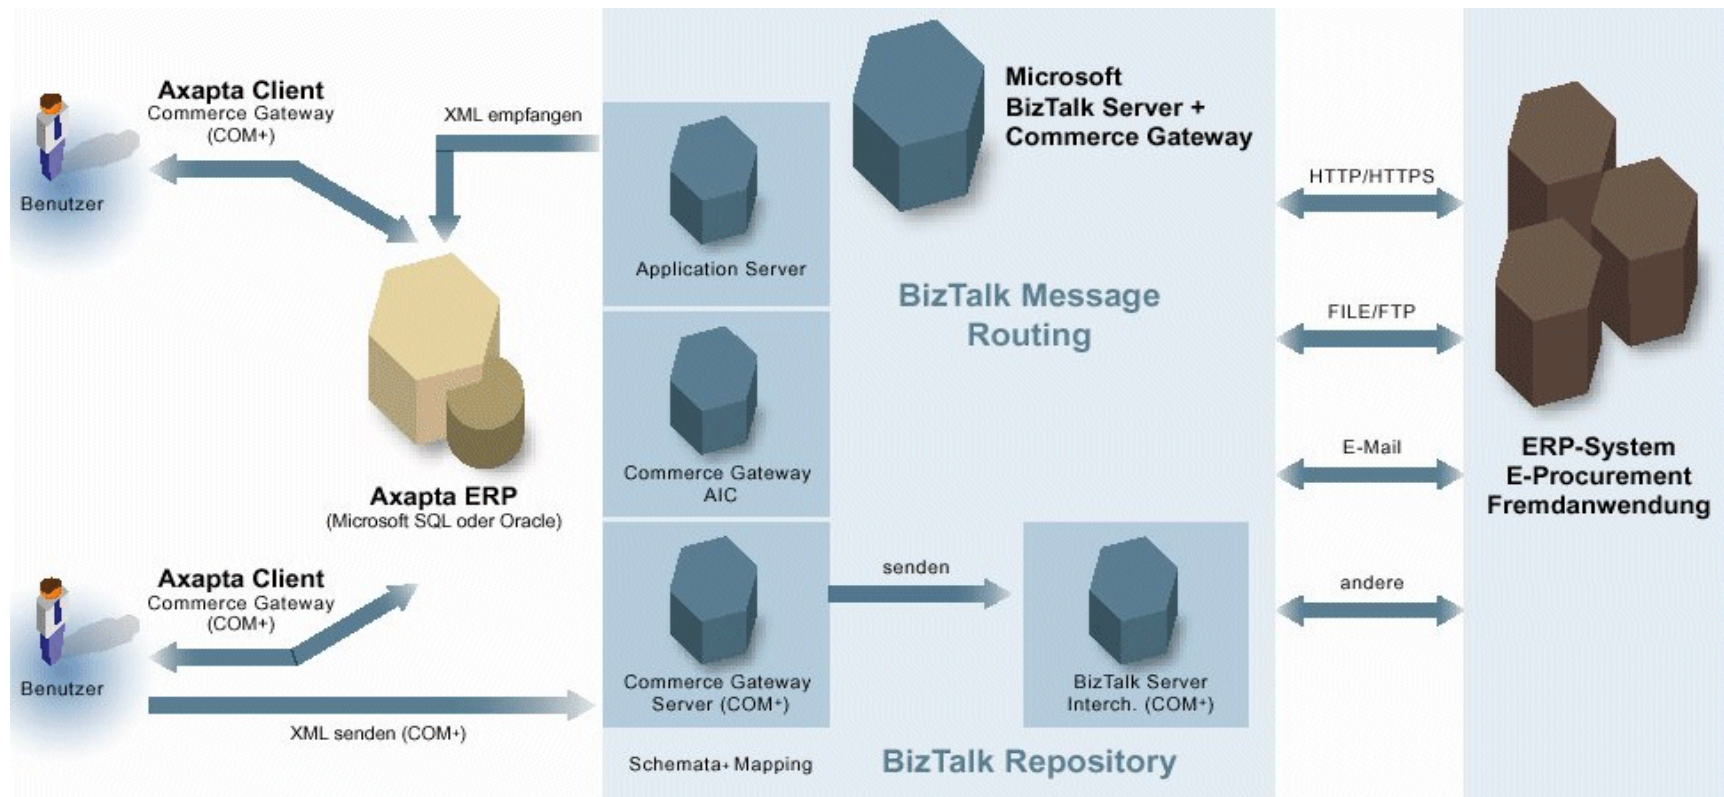 Axapta Client
Commerce Gateway
(COM+)
Benutzer
XML empfangen
Axapta ERP
(Microsoft SQL oder Oracle)
Axapta Client
Commerce Gateway
(COM+)
Benutzer
XML senden (COM+)
Application Server
Commerce Gateway
AIC
Commerce Gateway
Server (COM+)
Schemata+ Mapping
Microsoft
BizTalk Server +
Commerce Gateway
BizTalk Message
Routing
senden
BizTalk Server
Interch. (COM+)
BizTalk Repository
HTTP/HTTPS
FILE/FTP
E-Mail
andere
ERP-System
E-Procurement
Fremdanwendung